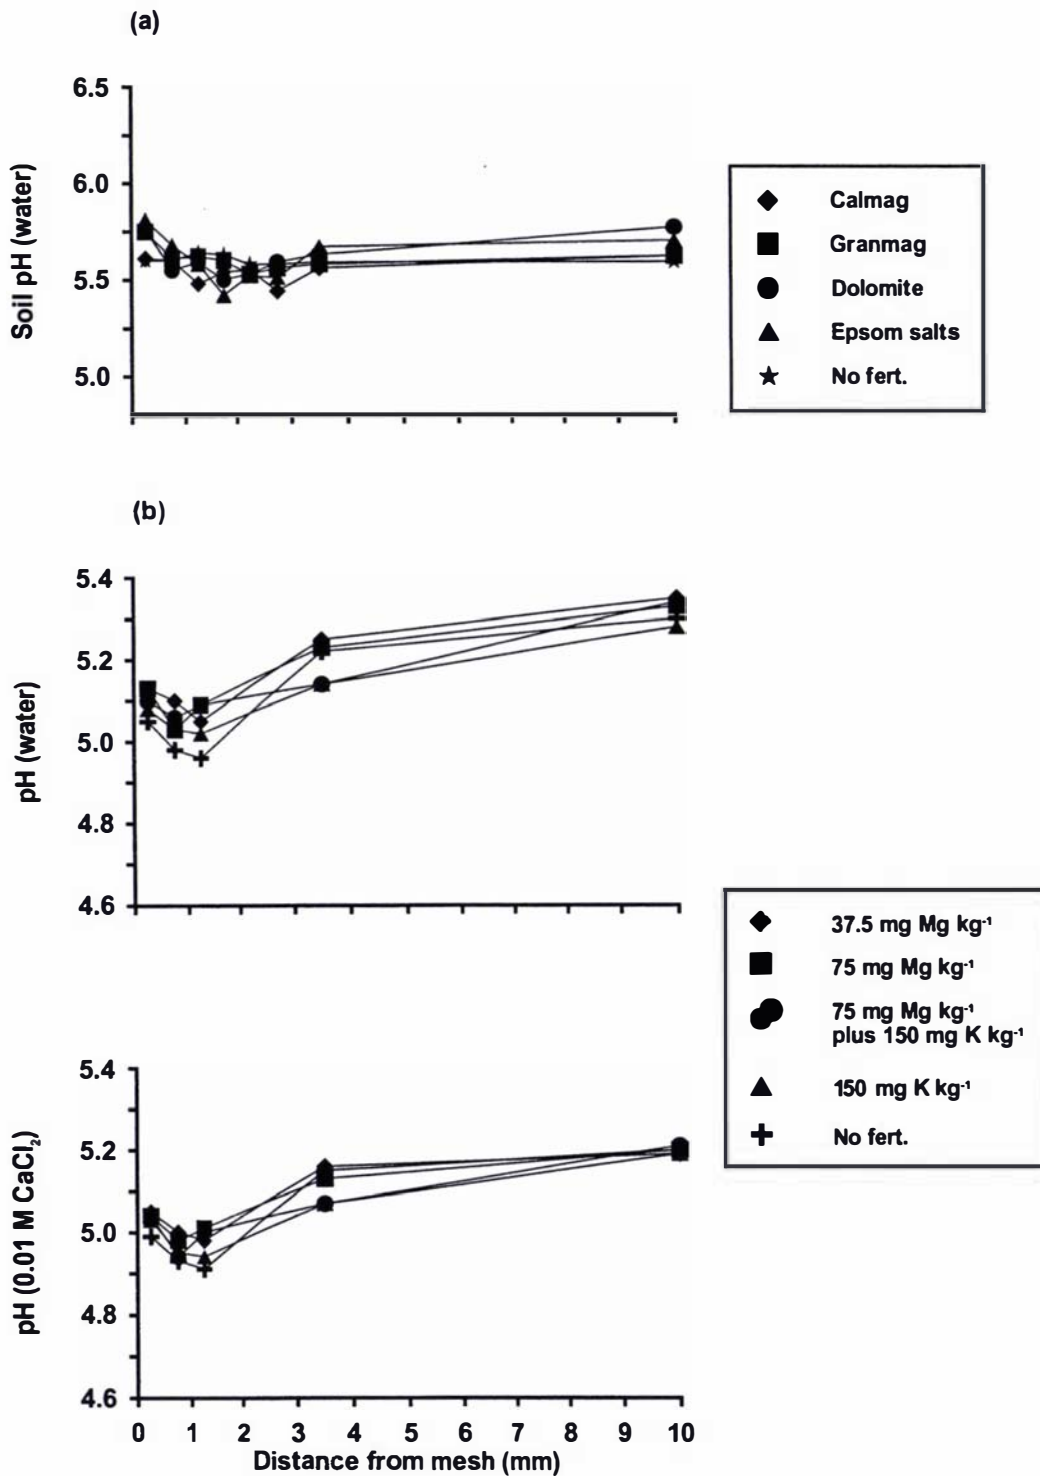 (a)
Soil pH (water)
6.5
6.0
5.5
5.0
Calmag
Granmag
Dolomite
Epsom salts
No fert.
(b)
pH (water)
5.4
5.2
5.0
4.8
4.6
37.5 mg Mg kg⁻¹
75 mg Mg kg⁻¹
75 mg Mg kg⁻¹
plus 150 mg K kg⁻¹
150 mg K kg⁻¹
No fert.
pH (0.01 M CaCl₂)
5.4
5.2
5.0
4.8
4.6
0 1 2 3 4 5 6 7 8 9 10
Distance from mesh (mm)